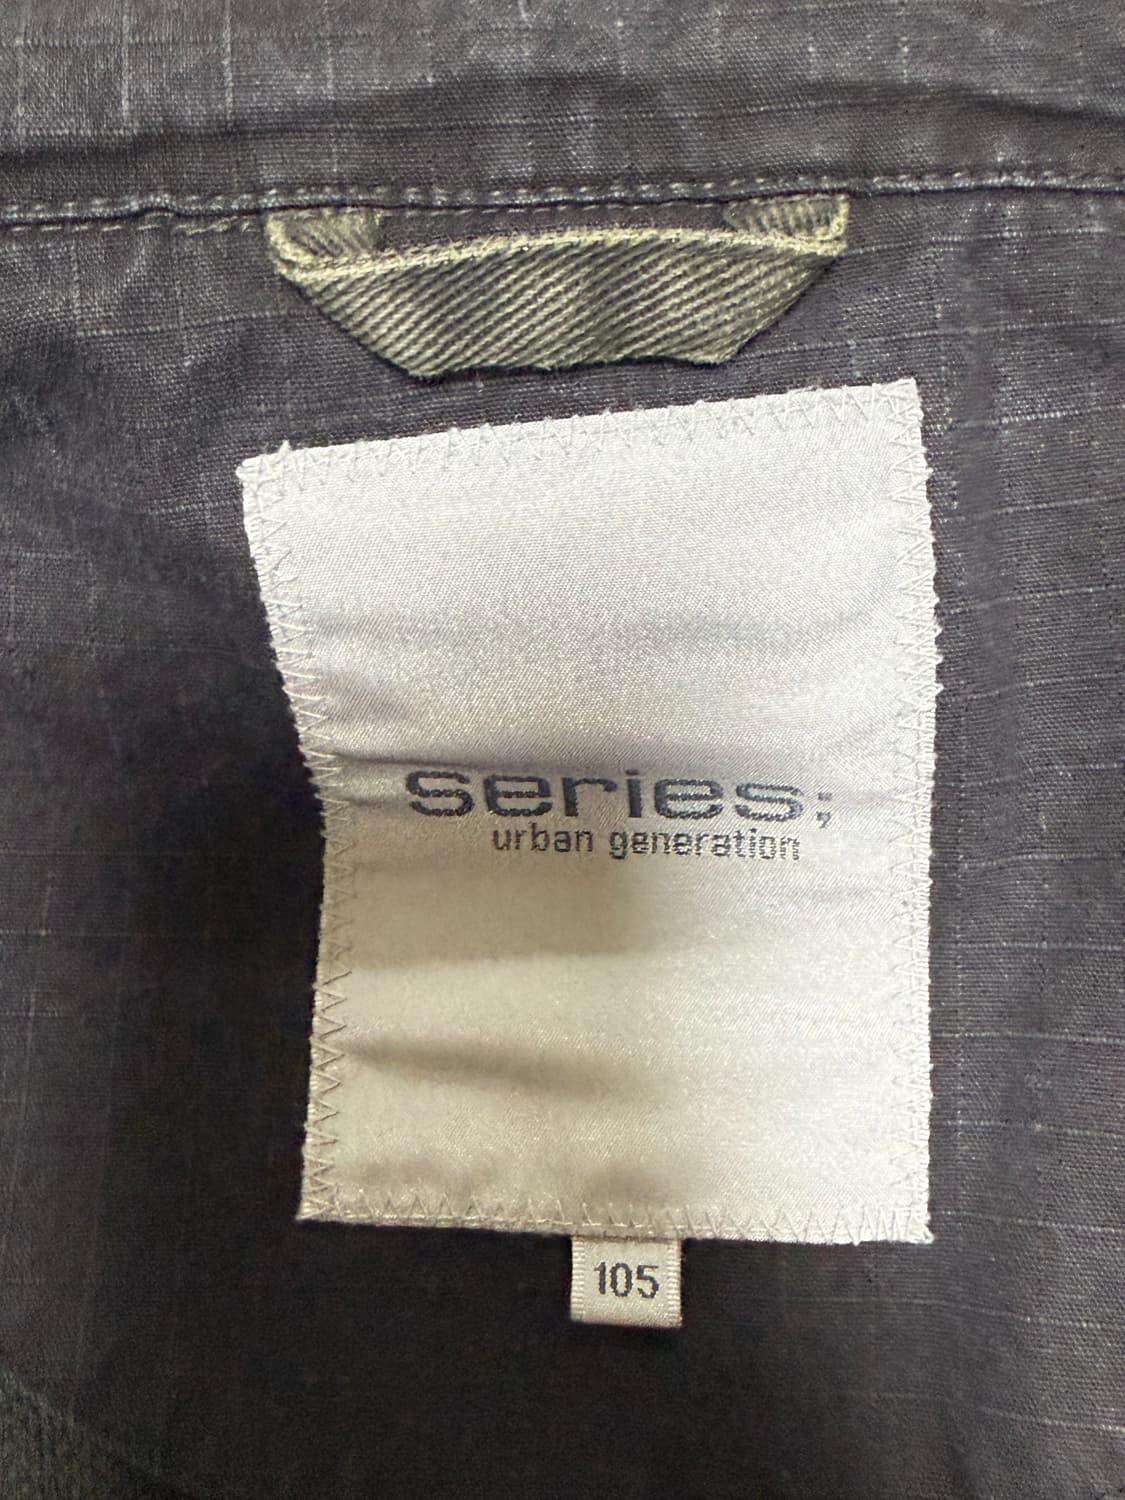 series;
urban generation
105